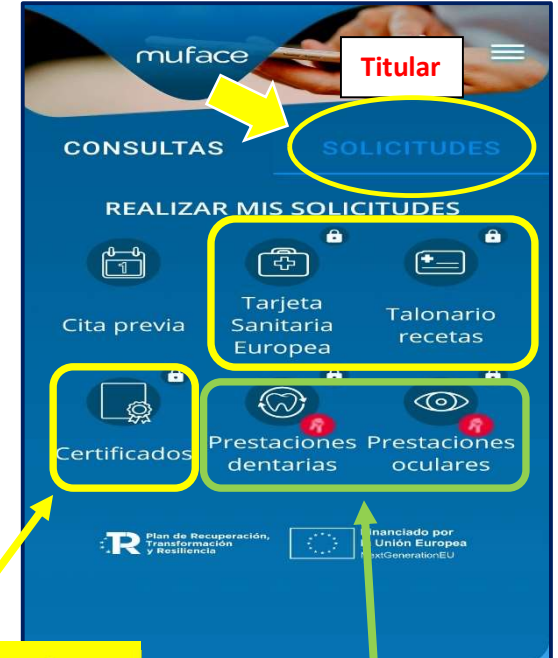 muface
Titular
CONSULTAS
SOLICITUDES
REALIZAR MIS SOLICITUDES
1
Cita previa
Tarjeta
Sanitaria
Europea
Talonario
recetas
Certificados
Prestaciones
dentarias
Prestaciones
oculares
Plan de Recuperación,
Transformación
y Resiliencia
Financiado por
la Unión Europea
NextGenerationEU